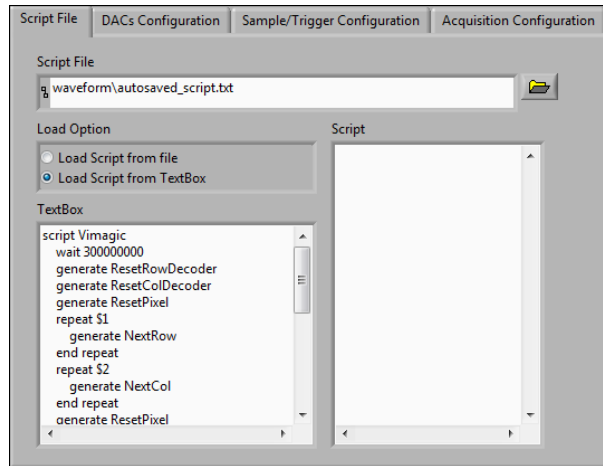 Script File
DACs Configuration
Sample/Trigger Configuration
Acquisition Configuration
Script File
waveform\autosaved_script.txt
Load Option
Load Script from file
Load Script from TextBox
TextBox
script Vimagic
wait 300000000
generate ResetRowDecoder
generate ResetColDecoder
generate ResetPixel
repeat $1
generate NextRow
end repeat
repeat $2
generate NextCol
end repeat
generate ResetPixel
Script